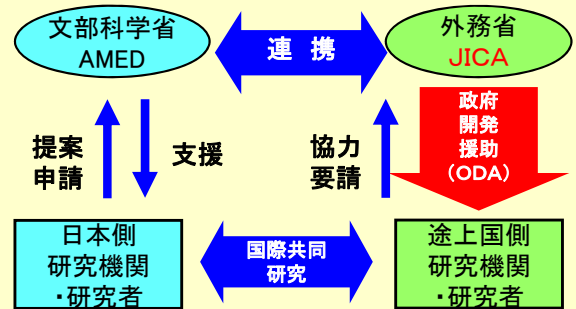 文部科学省
AMED
連 携
外務省
JICA
提案
申請
支援
協力
要請
政府
開発
援助
（ODA）
日本側
研究機関
・研究者
国際共同
研究
途上国側
研究機関
・研究者